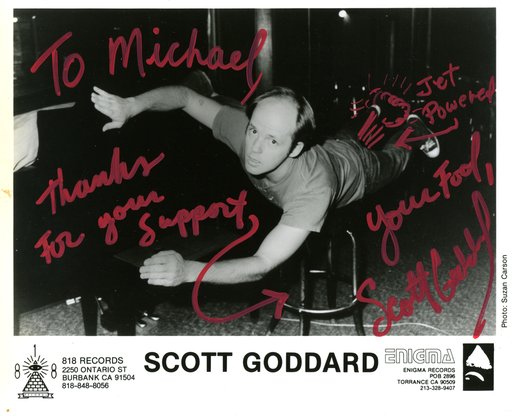 To Michael
Jet
Powered
thanks
For your
Support
Your Fool,
Scott Goddard
Photo: Suzan Carson
8 8
818 RECORDS
2250 ONTARIO ST
BURBANK CA 91504
818-848-8056
SCOTT GODDARD
ENIGMA
ENIGMA RECORDS
POB 2896
TORRANCE CA 90509
213-328-9407